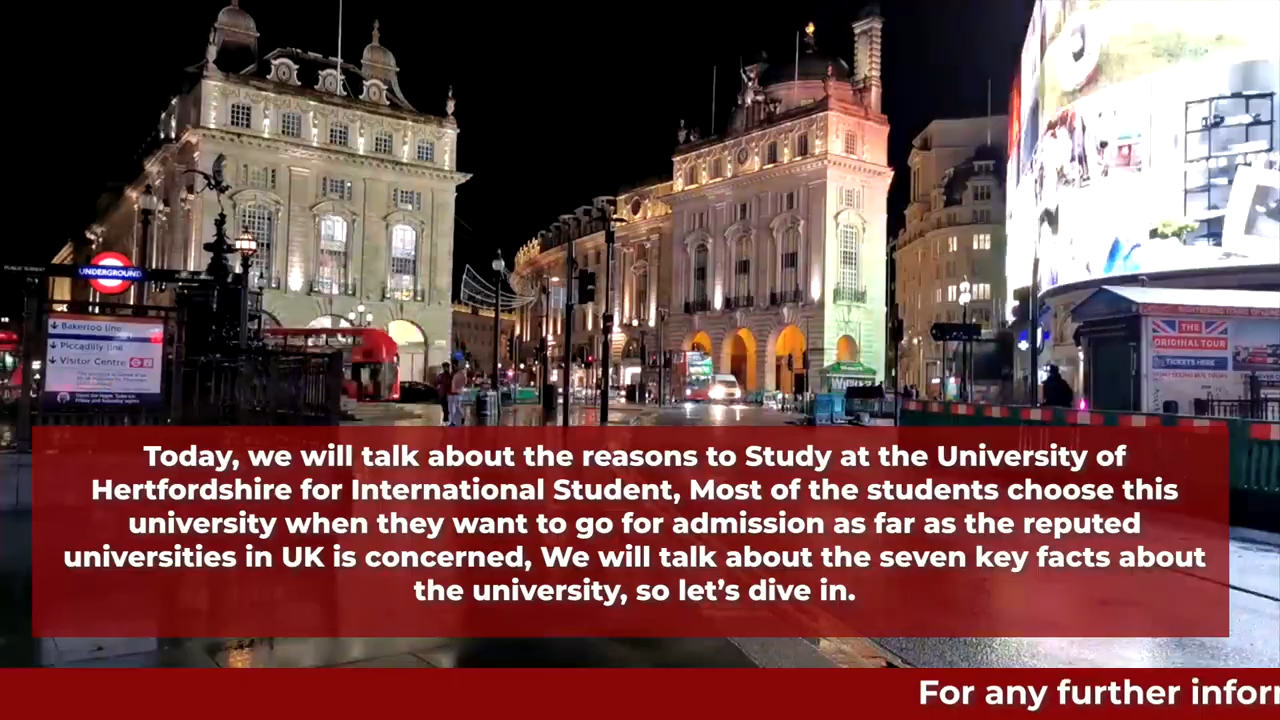 UNDERGROUND
Bakerloo line
Piccadilly line
Visitor Centre
THE
ORIGINAL TOUR
TICKETS HERE
Today, we will talk about the reasons to Study at the University of
Hertfordshire for International Student, Most of the students choose this
university when they want to go for admission as far as the reputed
universities in UK is concerned, We will talk about the seven key facts about
the university, so let’s dive in.
For any further infor